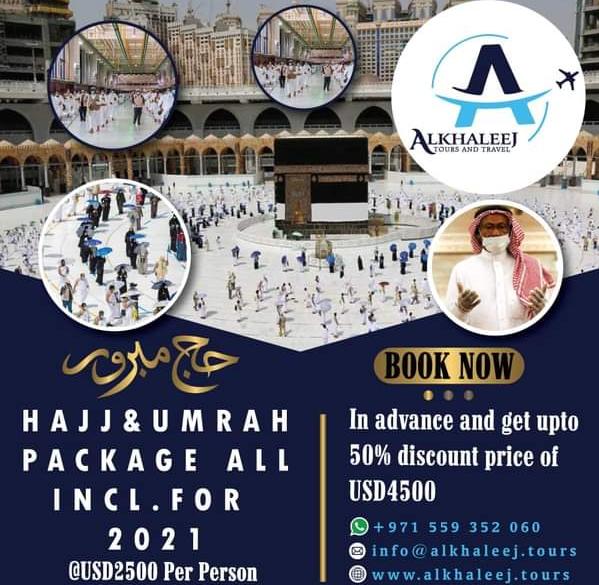 ALKHALEEJ
TOURS AND TRAVEL
حج مبرور
HAJJ&UMRAH
PACKAGE ALL
INCL.FOR
2021
@USD2500 Per Person
BOOK NOW
In advance and get upto
50% discount price of
USD4500
+971 559 352 060
info@alkhaleej.tours
www.alkhaleej.tours